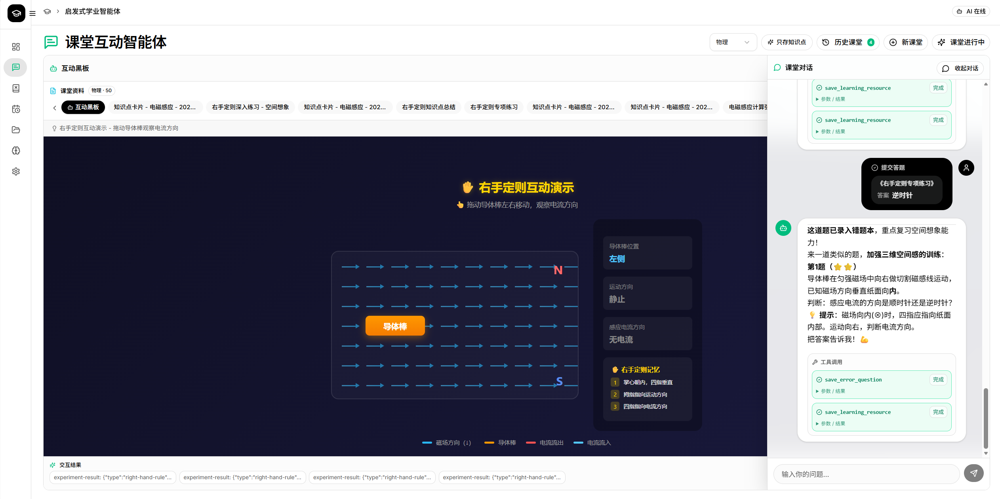 启发式学业智能体
AI 在线
课堂互动智能体
物理
只存知识点
历史课堂 4
新课堂
课堂进行中
互动黑板
课堂资料
物理 · 50
互动黑板
知识点卡片 - 电磁感应 - 202...
右手定则深入练习 - 空间想象
知识点卡片 - 电磁感应 - 202...
右手定则知识点总结
右手定则专项练习
知识点卡片 - 电磁感应 - 202...
知识点卡片 - 电磁感应 - 202...
电磁感应计算
右手定则互动演示 - 拖动导体棒观察电流方向
右手定则互动演示
拖动导体棒左右移动，观察电流方向
N
导体棒
S
导体棒位置
左侧
运动方向
静止
感应电流方向
无电流
右手定则记忆
1 掌心朝内，四指垂直
2 拇指指向运动方向
3 四指指向电流方向
磁场方向 (↓)
导体棒
电流流出
电流流入
交互结果
experiment-result: {"type":"right-hand-rule"...
experiment-result: {"type":"right-hand-rule"...
experiment-result: {"type":"right-hand-rule"...
experiment-result: {"type":"right-hand-rule"...
课堂对话
收起对话
save_learning_resource
完成
参数 / 结果
save_learning_resource
完成
参数 / 结果
提交答题
《右手定则专项练习》
答案 逆时针
这道题已录入错题本，重点复习空间想象能
力！
来一道类似的题，加强三维空间感的训练：
第1题（⭐⭐）
导体棒在匀强磁场中向右做切割磁感线运动，
已知磁场方向垂直纸面向内。
判断：感应电流的方向是顺时针还是逆时针？
💡 提示：磁场向内(⊗)时，四指应指向纸面
内部。运动向右，判断电流方向。
把答案告诉我！💪
工具调用
save_error_question
完成
参数 / 结果
save_learning_resource
完成
参数 / 结果
输入你的问题...